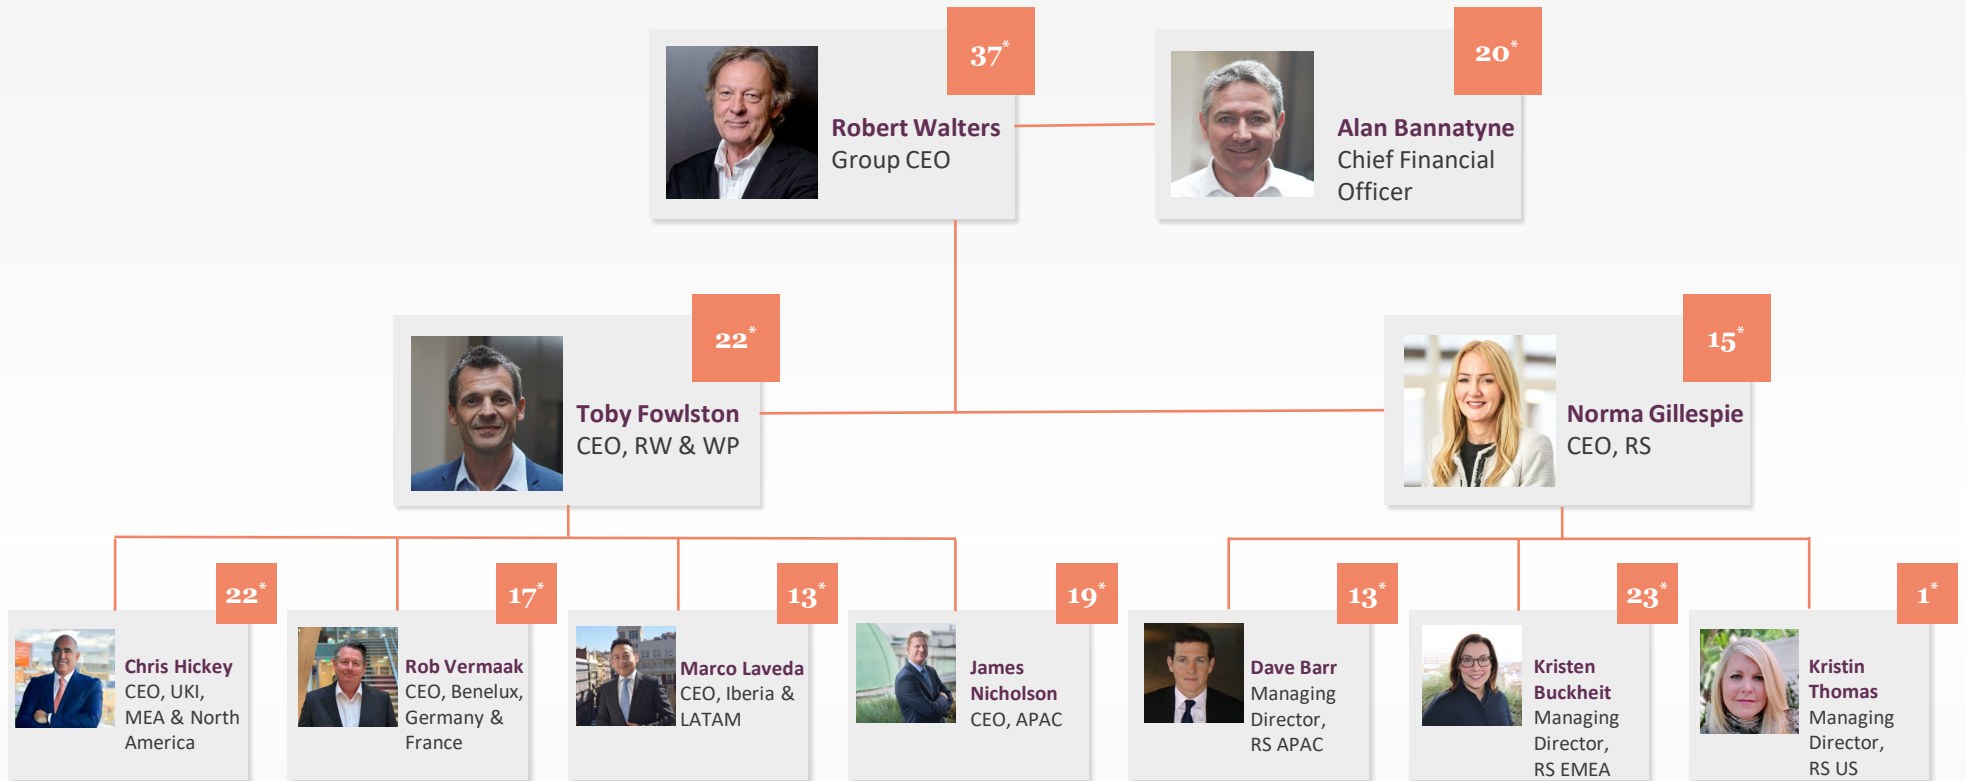 37*
Robert Walters
Group CEO
20*
Alan Bannatyne
Chief Financial
Officer
22*
Toby Fowlston
CEO, RW & WP
15*
Norma Gillespie
CEO, RS
22*
Chris Hickey
CEO, UKI,
MEA & North
America
17*
Rob Vermaak
CEO, Benelux,
Germany &
France
13*
Marco Laveda
CEO, Iberia &
LATAM
19*
James
Nicholson
CEO, APAC
13*
Dave Barr
Managing
Director,
RS APAC
23*
Kristen
Buckheit
Managing
Director,
RS EMEA
1*
Kristin
Thomas
Managing
Director,
RS US